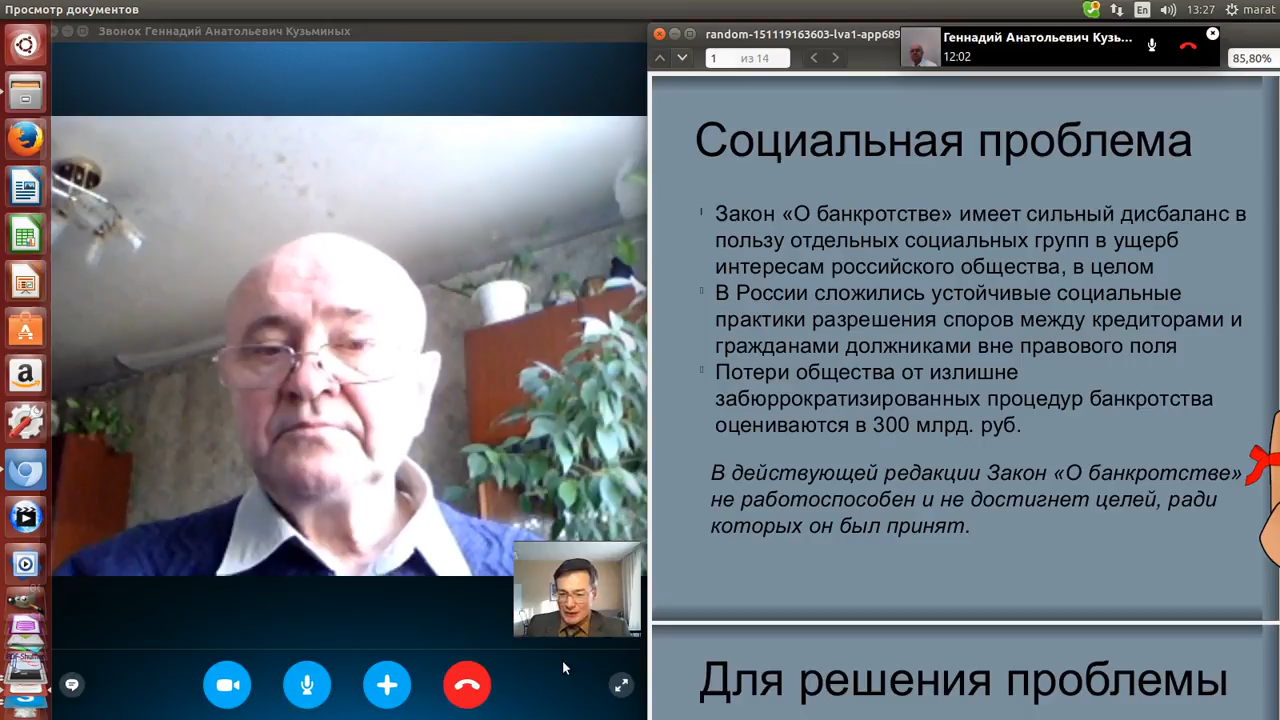 Просмотр документов
En
13:27
marat
Звонок Геннадий Анатольевич Кузьминых
random-151119163603-lva1-app689
Геннадий Анатольевич Кузь...
12:02
1
из 14
85,80%
Социальная проблема
Закон «О банкротстве» имеет сильный дисбаланс в
пользу отдельных социальных групп в ущерб
интересам российского общества, в целом
В России сложились устойчивые социальные
практики разрешения споров между кредиторами и
гражданами должниками вне правового поля
Потери общества от излишне
забюррократизированных процедур банкротства
оцениваются в 300 млрд. руб.
В действующей редакции Закон «О банкротстве»
не работоспособен и не достигнет целей, ради
которых он был принят.
Для решения проблемы